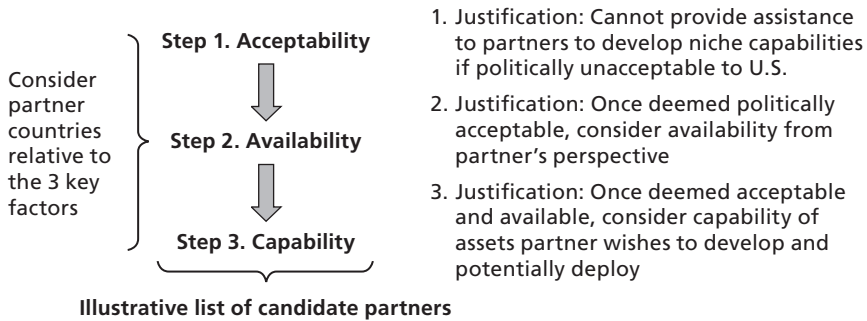 Consider
partner
countries
relative to
the 3 key
factors
Step 1. Acceptability
Step 2. Availability
Step 3. Capability
Illustrative list of candidate partners
1. Justification: Cannot provide assistance
to partners to develop niche capabilities
if politically unacceptable to U.S.
2. Justification: Once deemed politically
acceptable, consider availability from
partner’s perspective
3. Justification: Once deemed acceptable
and available, consider capability of
assets partner wishes to develop and
potentially deploy